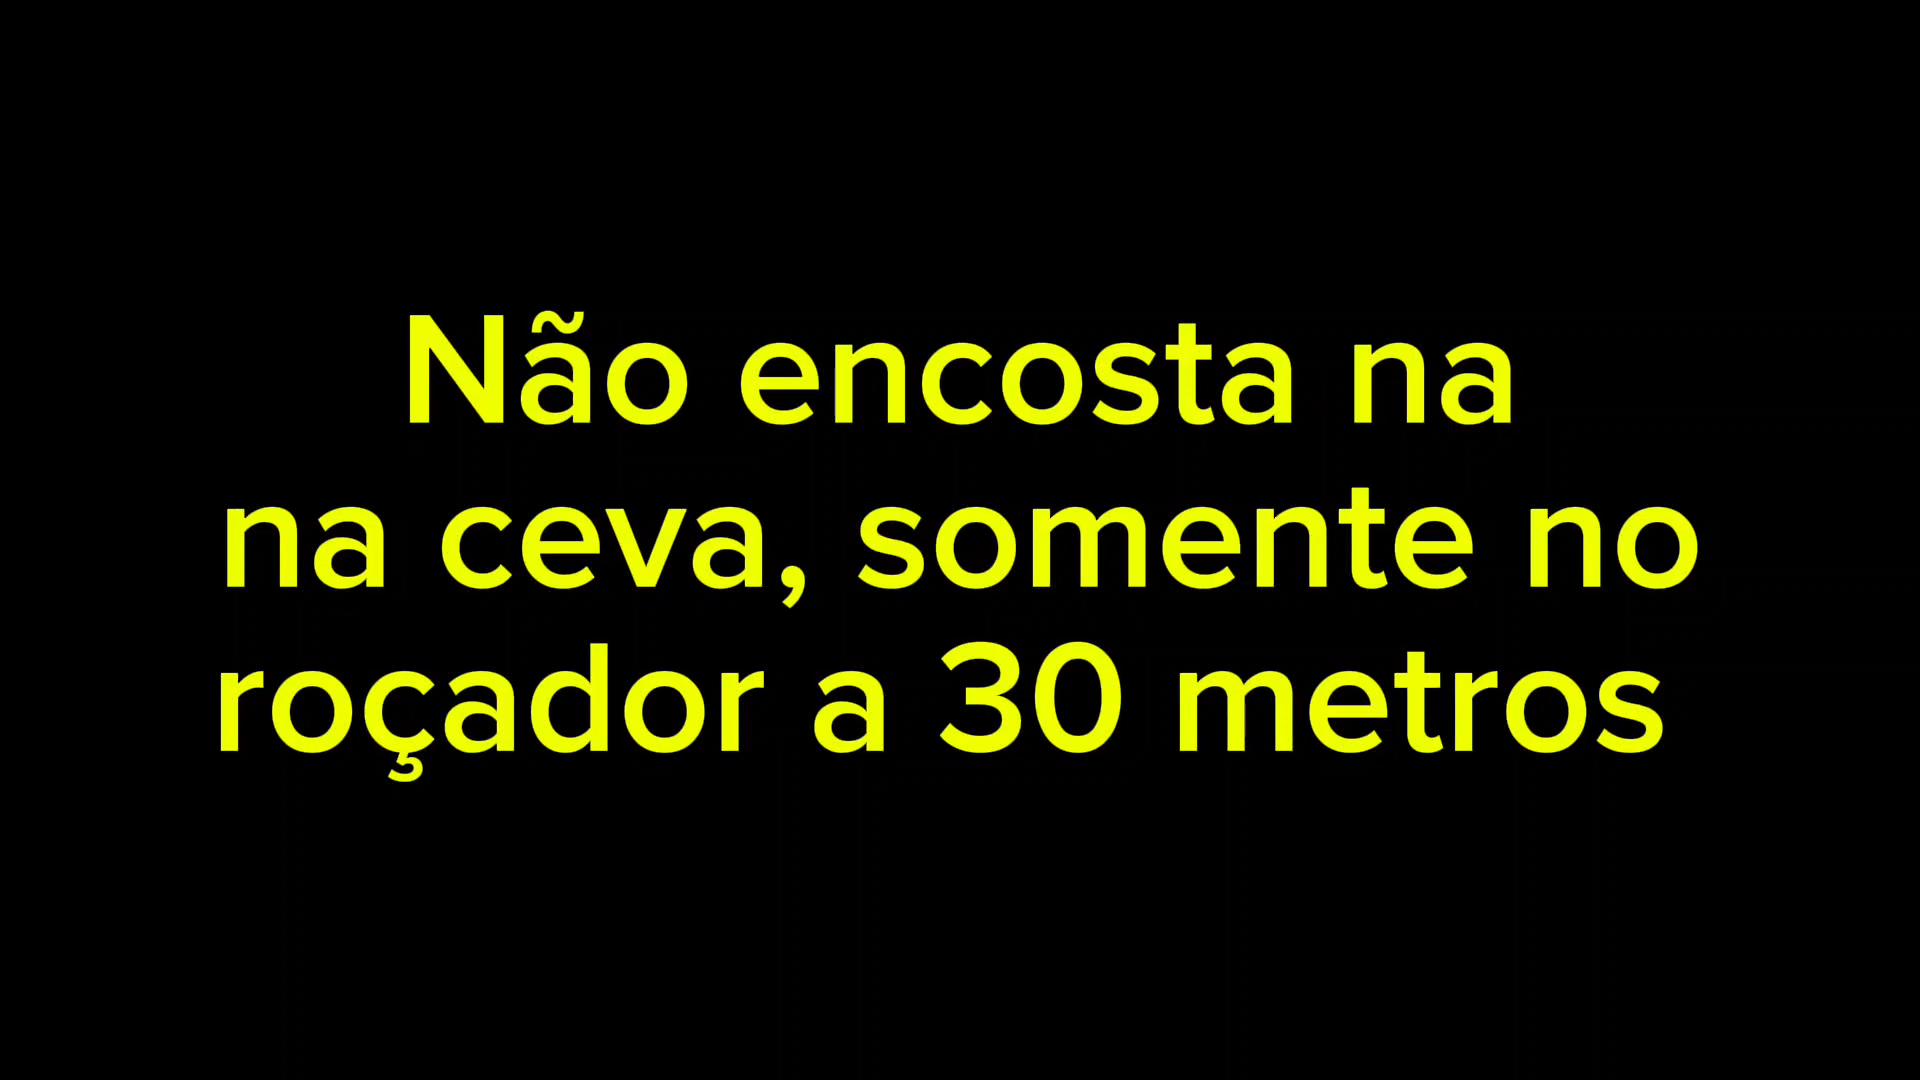 Não encosta na
na ceva, somente no
roçador a 30 metros